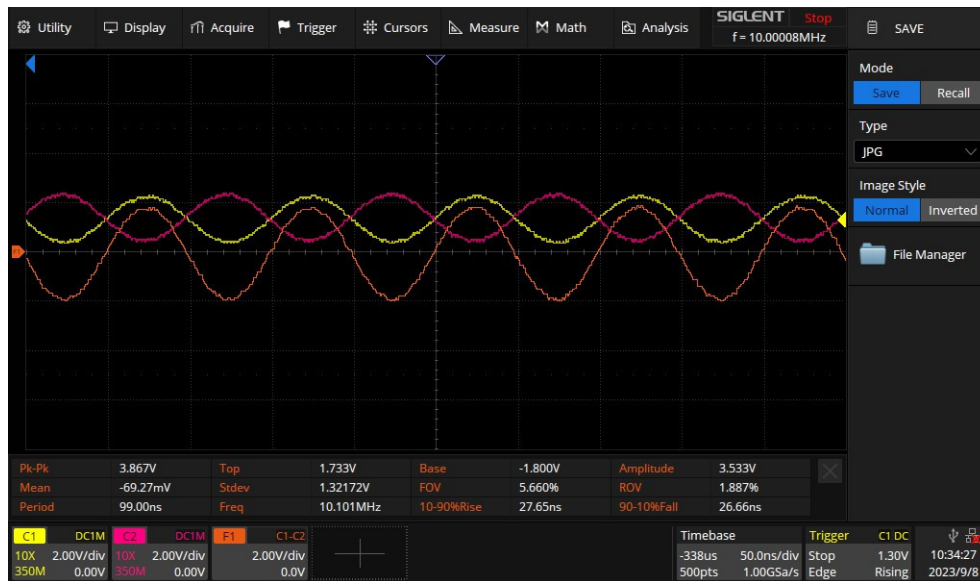 Utility Display Acquire Trigger Cursors Measure Math Analysis SIGLENT Stop
f = 10.00008MHz
SAVE
Mode
Save Recall
Type
JPG
Image Style
Normal Inverted
File Manager
Pk-Pk 3.867V Top 1.733V Base -1.800V Amplitude 3.533V
Mean -69.27mV Stdev 1.32172V FOV 5.660% ROV 1.887%
Period 99.00ns Freq 10.101MHz 10-90%Rise 27.65ns 90-10%Fall 26.66ns
C1 DC1M C2 DC1M F1 C1-C2 Timebase Trigger C1 DC
10X 2.00V/div 10X 2.00V/div 2.00V/div -338us 50.0ns/div Stop 1.30V 10:34:27
350M 0.00V 350M 0.00V 0.0V 500pts 1.00GSa/s Edge Rising 2023/9/8